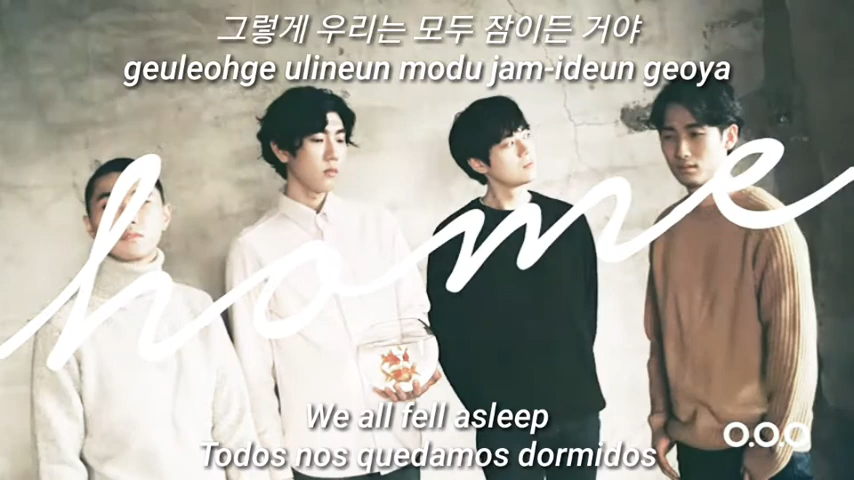 그렇게 우리는 모두 잠이든 거야
geuleohge ulineun modu jam-ideun geoya
home
We all fell asleep
Todos nos quedamos dormidos
O.O.O